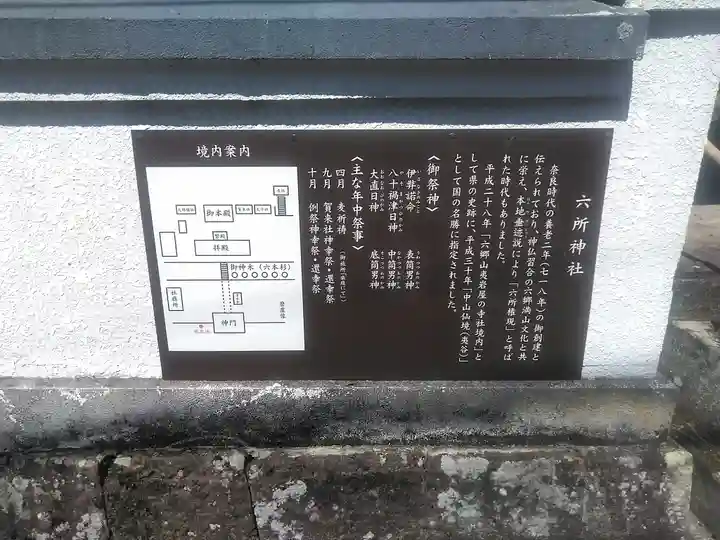 六所神社
奈良時代の養老二年(七一八年)の御創建と
伝えられており、神仏習合の六郷満山文化と共
に栄え、本地垂迹説により「六所権現」と呼ば
れた時代もありました。
平成二十八年「六郷山夷岩屋の寺社境内」と
して県の史跡に、平成三十年「中山仙境(夷谷)」
として国の名勝に指定されました。
〈御祭神〉
伊弉諾命 表筒男神
八十禍津日神 中筒男神
大直日神 底筒男神
〈主な年中祭事〉
四月 麦祈祷
九月 賀来社神幸祭・還幸祭
十月 例祭神幸祭・還幸祭
境内案内
御本殿
拝殿
御神木(六本杉)
社務所
神門